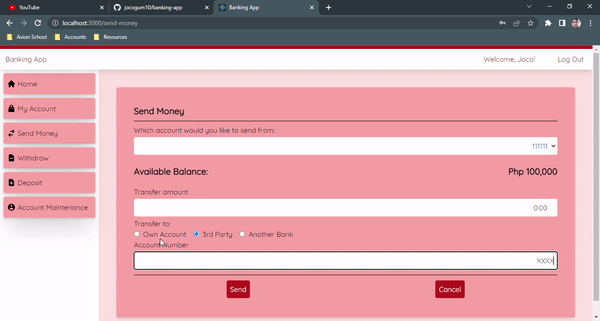 YouTube
jocogum10/banking-app
Banking App
localhost:3000/send-money
Avion School
Accounts
Resources
Banking App
Welcome, Joco!
Log Out
Home
My Account
Send Money
Withdraw
Deposit
Account Maintenance
Send Money
Which account would you like to send from:
111111
Available Balance:
Php 100,000
Transfer amount
0.00
Transfer to:
Own Account
3rd Party
Another Bank
Account Number
XXXX
Send
Cancel